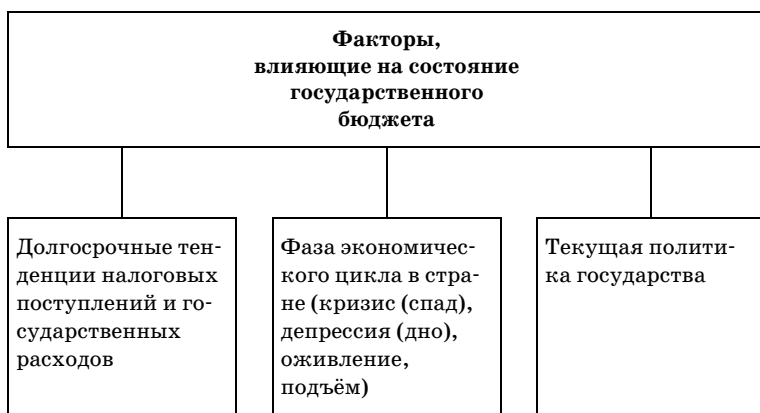 Факторы,
влияющие на состояние
государственного
бюджета
Долгосрочные тен-
денции налоговых
поступлений и го-
сударственных
расходов
Фаза экономичес-
кого цикла в стра-
не (кризис (спад),
депрессия (дно),
оживление,
подъём)
Текущая полити-
ка государства